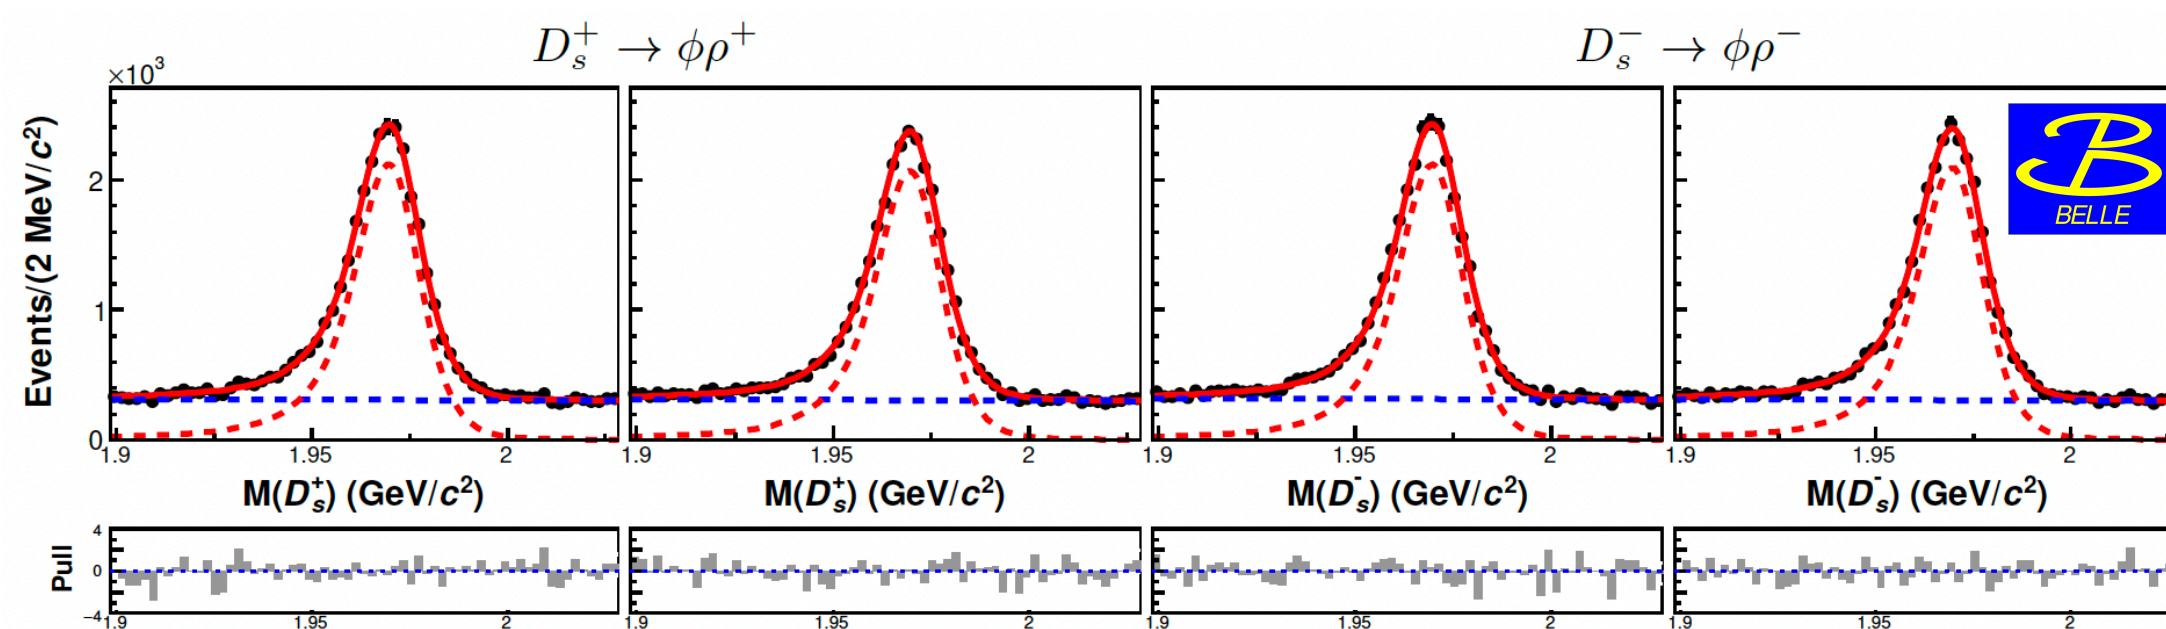 D_s^+ → φρ^+
D_s^- → φρ^-
×10^3
Events/(2 MeV/c^2)
2
1
0
1.9 1.95 2
1.9 1.95 2
1.9 1.95 2
1.9 1.95 2
M(D_s^+) (GeV/c^2)
M(D_s^+) (GeV/c^2)
M(D_s^-) (GeV/c^2)
M(D_s^-) (GeV/c^2)
B
BELLE
Pull
4
0
−4
1.9 1.95 2
1.9 1.95 2
1.9 1.95 2
1.9 1.95 2